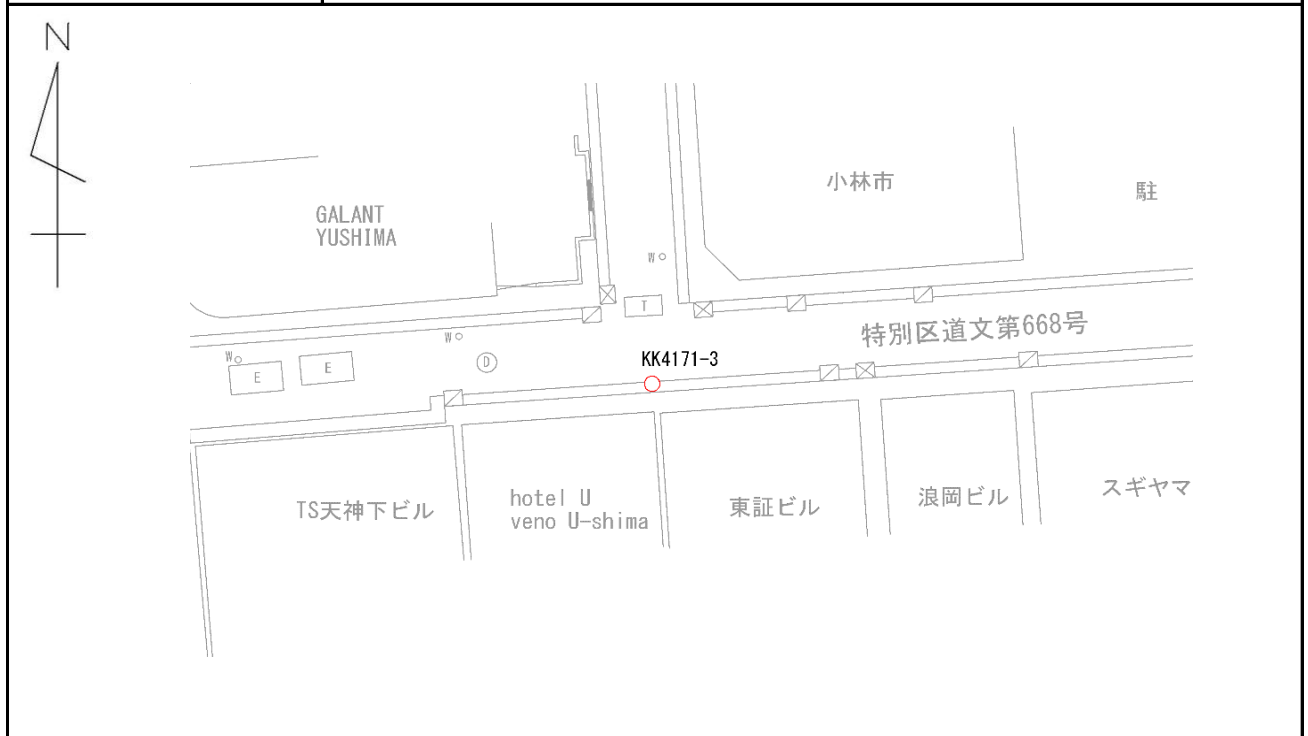 N
小林市
駐
GALANT
YUSHIMA
W
T
特別区道文第668号
W
W
E
E
D
KK4171-3
TS天神下ビル
hotel U
veno U-shima
東証ビル
浪岡ビル
スギヤマ